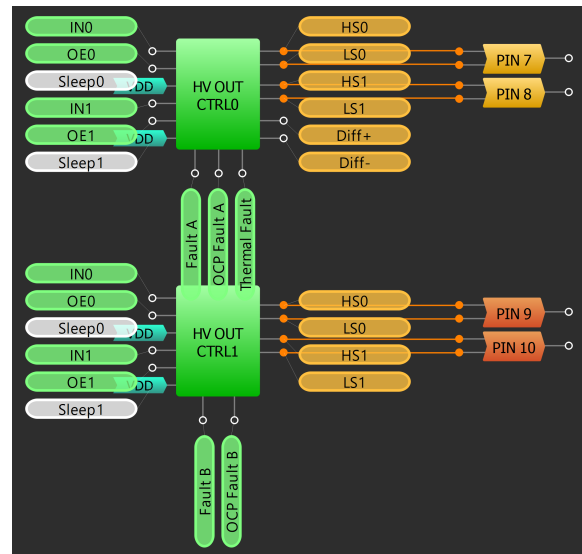 IN0
OE0
Sleep0
VDD
IN1
OE1
VDD
Sleep1
HV OUT
CTRL0
HS0
LS0
HS1
LS1
Diff+
Diff-
PIN 7
PIN 8
Fault A
OCP Fault A
Thermal Fault
IN0
OE0
Sleep0
VDD
IN1
OE1
VDD
Sleep1
HV OUT
CTRL1
HS0
LS0
HS1
LS1
PIN 9
PIN 10
Fault B
OCP Fault B